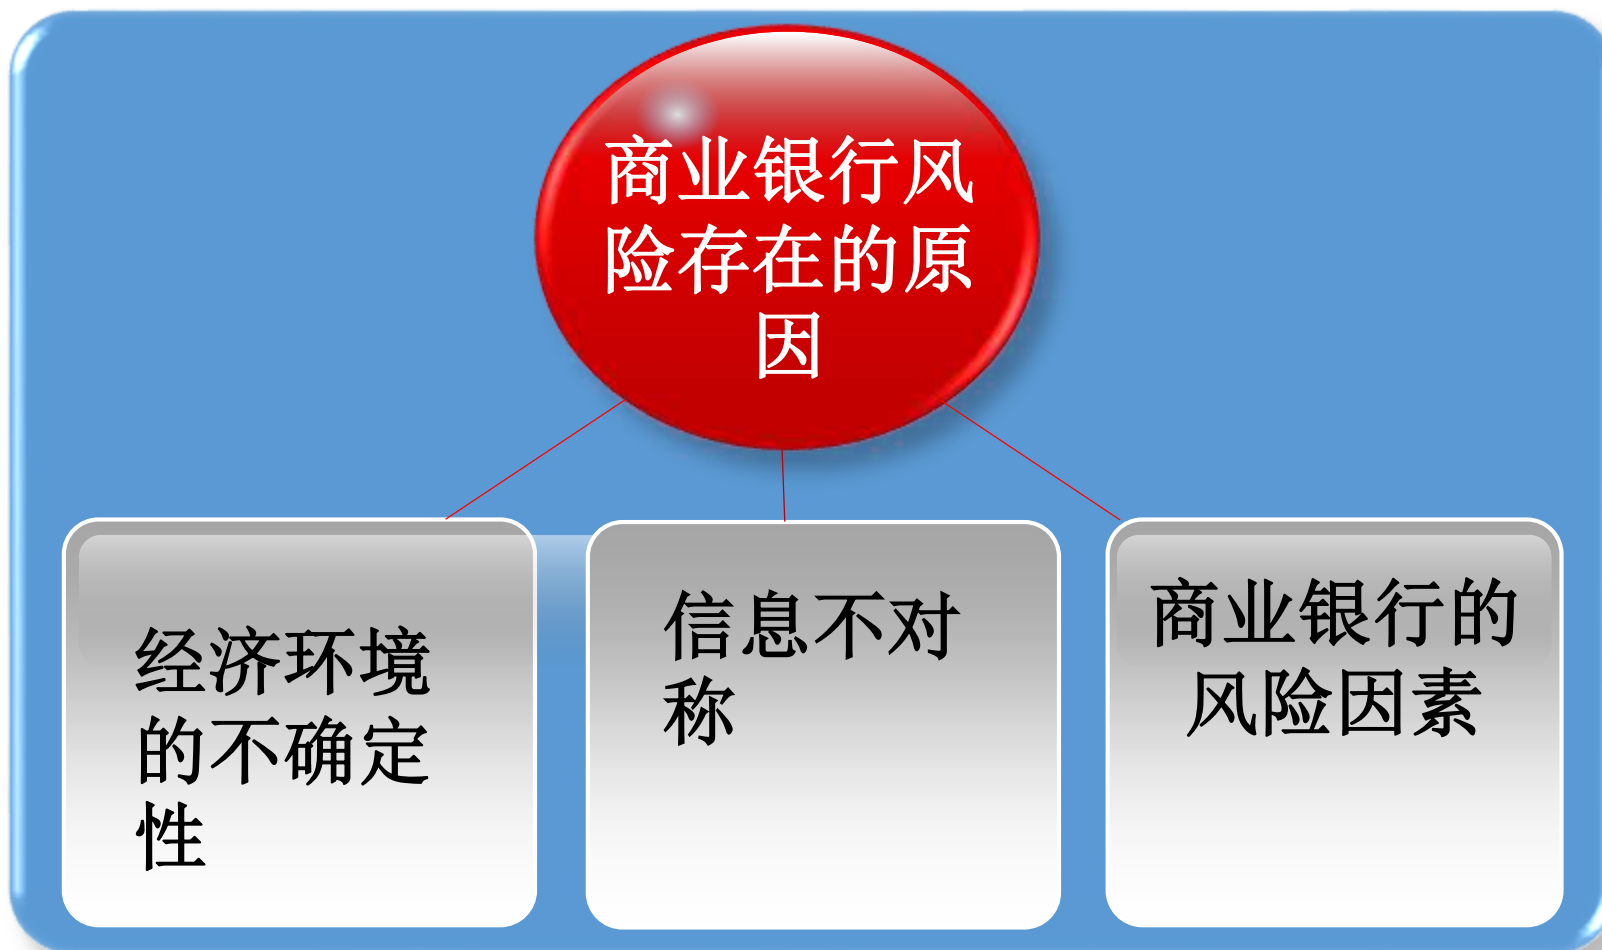 商业银行风
险存在的原
因
经济环境
的不确定
性
信息不对
称
商业银行的
风险因素